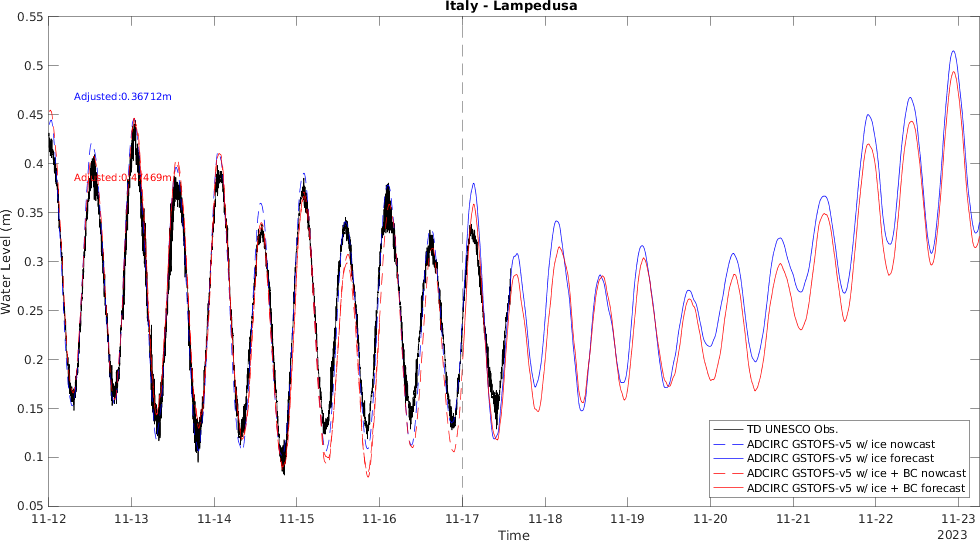 Italy - Lampedusa
0.55
0.5
0.45
0.4
0.35
0.3
0.25
0.2
0.15
0.1
0.05
Water Level (m)
Adjusted:0.36712m
TD UNESCO Obs.
ADCIRC GSTOFS-v5 w/ ice nowcast
ADCIRC GSTOFS-v5 w/ ice forecast
ADCIRC GSTOFS-v5 w/ ice + BC nowcast
ADCIRC GSTOFS-v5 w/ ice + BC forecast
11-12 11-13 11-14 11-15 11-16 11-17 11-18 11-19 11-20 11-21 11-22 11-23
Time
2023